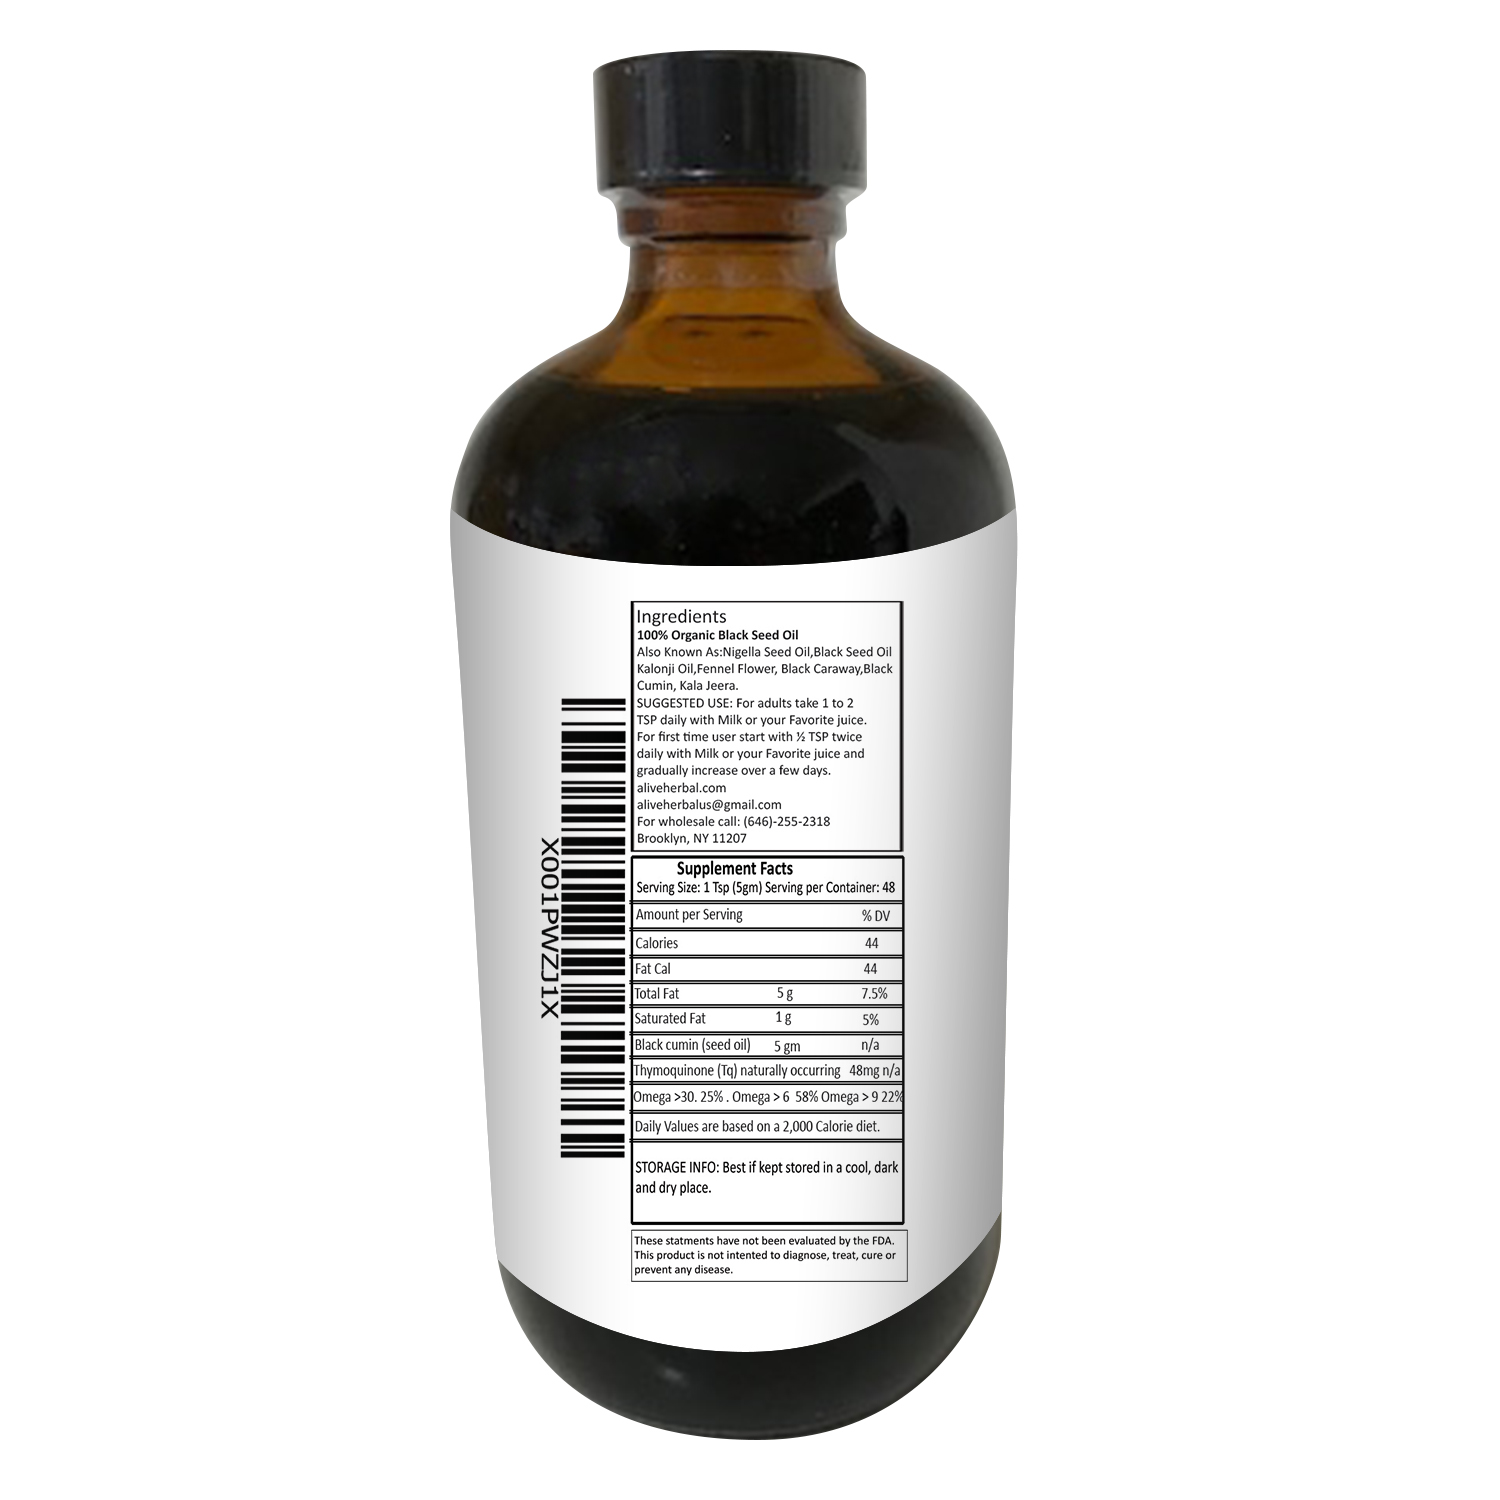 Ingredients
100% Organic Black Seed Oil
Also Known As:Nigella Seed Oil,Black Seed Oil
Kalonji Oil,Fennel Flower, Black Caraway,Black
Cumin, Kala Jeera.
SUGGESTED USE: For adults take 1 to 2
TSP daily with Milk or your Favorite juice.
For first time user start with ½ TSP twice
daily with Milk or your Favorite juice and
gradually increase over a few days.
aliveherbal.com
aliveherbalus@gmail.com
For wholesale call: (646)-255-2318
Brooklyn, NY 11207
X001PWZJ1X
Supplement Facts
Serving Size: 1 Tsp (5gm) Serving per Container: 48
Amount per Serving % DV
Calories 44
Fat Cal 44
Total Fat 5 g 7.5%
Saturated Fat 1 g 5%
Black cumin (seed oil) 5 gm n/a
Thymoquinone (Tq) naturally occurring 48mg n/a
Omega >30. 25% . Omega > 6 58% Omega > 9 22%
Daily Values are based on a 2,000 Calorie diet.
STORAGE INFO: Best if kept stored in a cool, dark
and dry place.
These statments have not been evaluated by the FDA.
This product is not intented to diagnose, treat, cure or
prevent any disease.